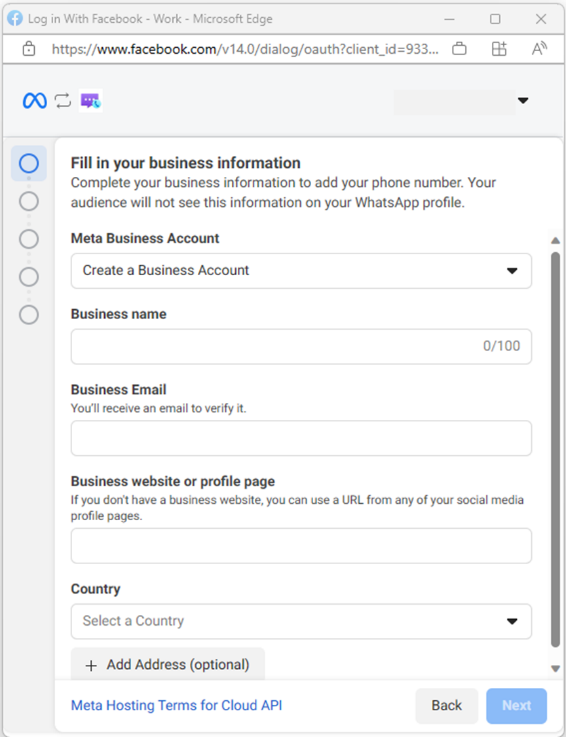 Log in With Facebook - Work - Microsoft Edge
https://www.facebook.com/v14.0/dialog/oauth?client_id=933...
Fill in your business information
Complete your business information to add your phone number. Your
audience will not see this information on your WhatsApp profile.
Meta Business Account
Create a Business Account
Business name
0/100
Business Email
You'll receive an email to verify it.
Business website or profile page
If you don't have a business website, you can use a URL from any of your social media
profile pages.
Country
Select a Country
+ Add Address (optional)
Meta Hosting Terms for Cloud API
Back
Next